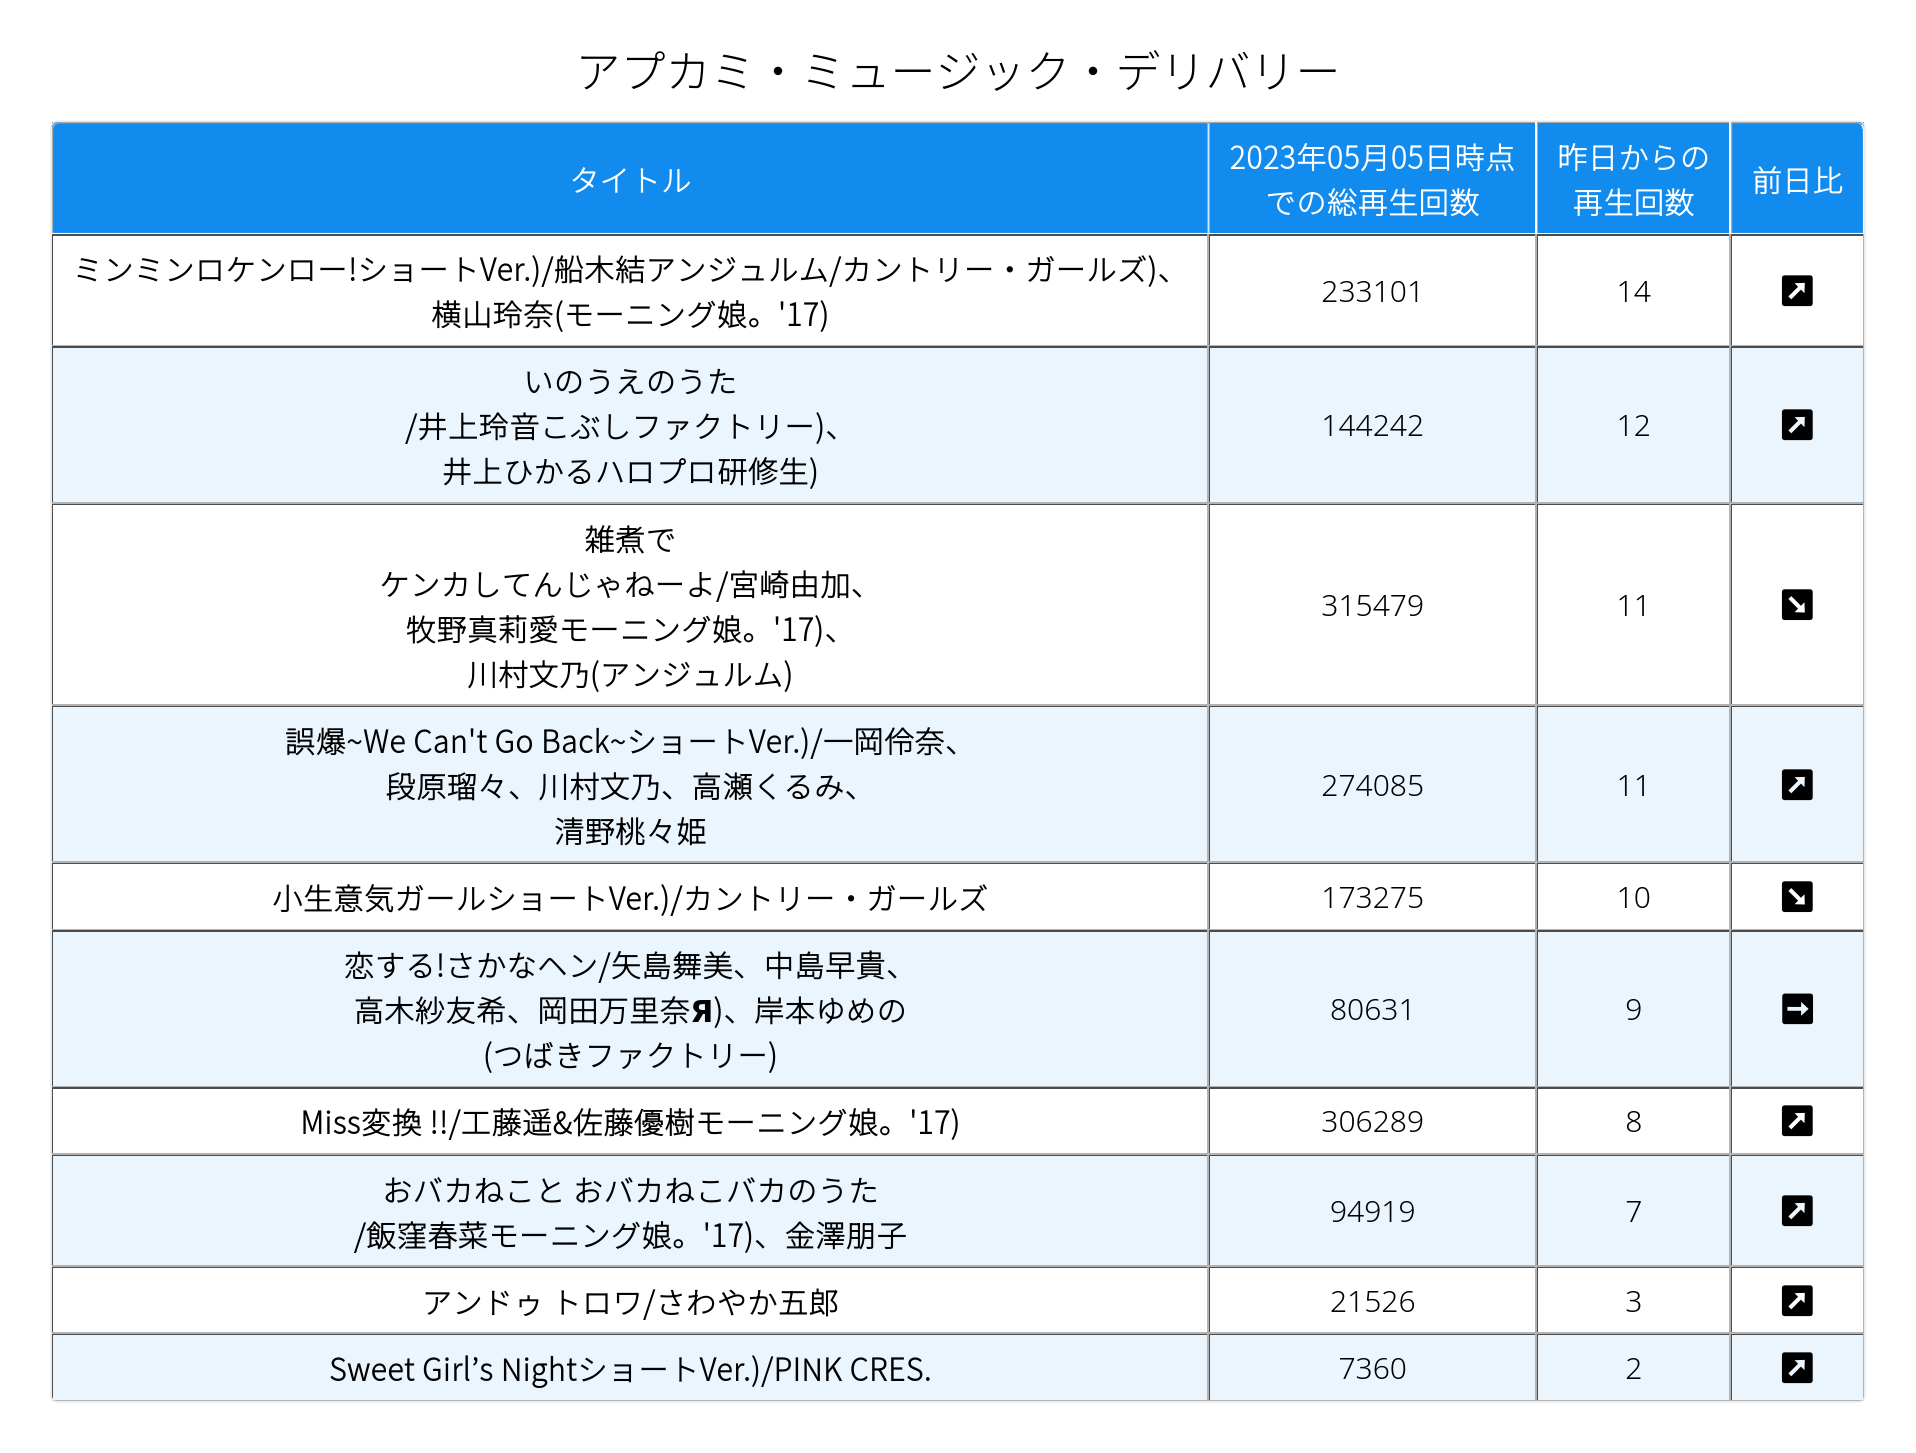 アプカミ・ミュージック・デリバリー
タイトル
2023年05月05日時点
での総再生回数
昨日からの
再生回数
前日比
ミンミンロケンロー!ショートVer.)/船木結アンジュルム/カントリー・ガールズ)、
横山玲奈(モーニング娘。'17)
233101
14
いのうえのうた
/井上玲音こぶしファクトリー)、
井上ひかるハロプロ研修生)
144242
12
雑煮で
ケンカしてんじゃねーよ/宮崎由加、
牧野真莉愛モーニング娘。'17)、
川村文乃(アンジュルム)
315479
11
誤爆~We Can't Go Back~ショートVer.)/一岡伶奈、
段原瑠々、川村文乃、高瀬くるみ、
清野桃々姫
274085
11
小生意気ガールショートVer.)/カントリー・ガールズ
173275
10
恋する!さかなヘン/矢島舞美、中島早貴、
高木紗友希、岡田万里奈Я)、岸本ゆめの
(つばきファクトリー)
80631
9
Miss変換 !!/工藤遥&佐藤優樹モーニング娘。'17)
306289
8
おバカねこと おバカねこバカのうた
/飯窪春菜モーニング娘。'17)、金澤朋子
94919
7
アンドゥ トロワ/さわやか五郎
21526
3
Sweet Girl’s NightショートVer.)/PINK CRES.
7360
2